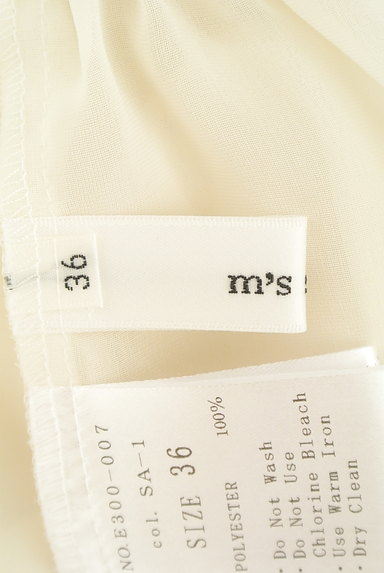 36
m's
NO.E300-007
col. SA-1
SIZE 36
POLYESTER 100%
· Do Not Wash
· Do Not Use
Chlorine Bleach
· Use Warm Iron
· Dry Clean